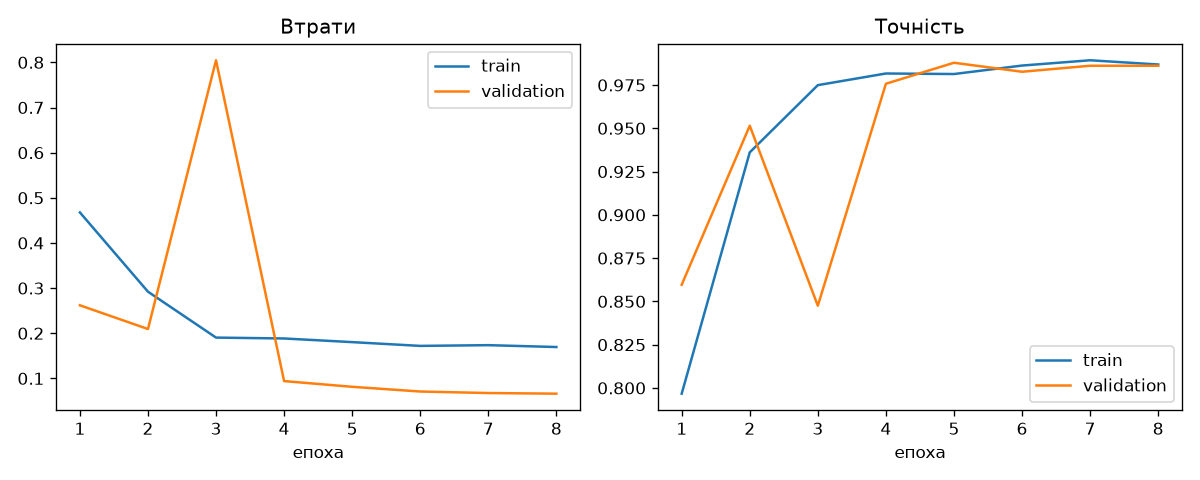 Втрати
0.8
0.7
0.6
0.5
0.4
0.3
0.2
0.1
train
validation
1 2 3 4 5 6 7 8
епоха
Точність
0.975
0.950
0.925
0.900
0.875
0.850
0.825
0.800
train
validation
1 2 3 4 5 6 7 8
епоха